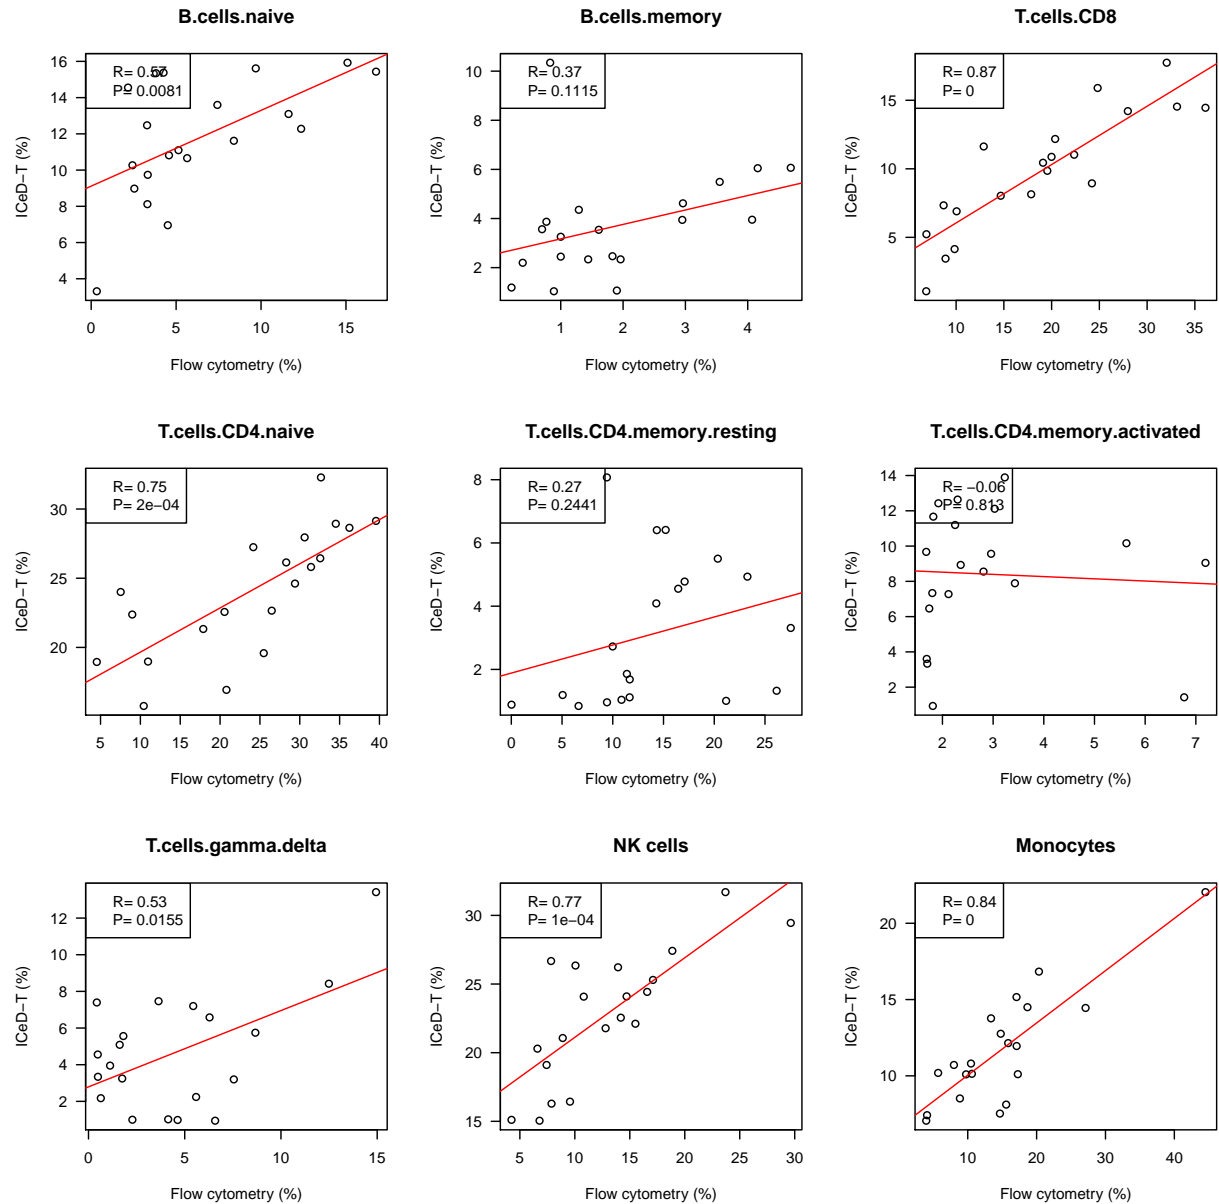 B.cells.naive
R= 0.57
P= 0.0081
16
14
12
10
8
6
4
ICeD−T (%)
0 5 10 15
Flow cytometry (%)
B.cells.memory
R= 0.37
P= 0.1115
10
8
6
4
2
ICeD−T (%)
1 2 3 4
Flow cytometry (%)
T.cells.CD8
R= 0.87
P= 0
15
10
5
ICeD−T (%)
10 15 20 25 30 35
Flow cytometry (%)
T.cells.CD4.naive
R= 0.75
P= 2e−04
30
25
20
ICeD−T (%)
5 10 15 20 25 30 35 40
Flow cytometry (%)
T.cells.CD4.memory.resting
R= 0.27
P= 0.2441
8
6
4
2
ICeD−T (%)
0 5 10 15 20 25
Flow cytometry (%)
T.cells.CD4.memory.activated
R= −0.06
P= 0.813
14
12
10
8
6
4
2
ICeD−T (%)
2 3 4 5 6 7
Flow cytometry (%)
T.cells.gamma.delta
R= 0.53
P= 0.0155
12
10
8
6
4
2
ICeD−T (%)
0 5 10 15
Flow cytometry (%)
NK cells
R= 0.77
P= 1e−04
30
25
20
15
ICeD−T (%)
5 10 15 20 25 30
Flow cytometry (%)
Monocytes
R= 0.84
P= 0
20
15
10
ICeD−T (%)
10 20 30 40
Flow cytometry (%)